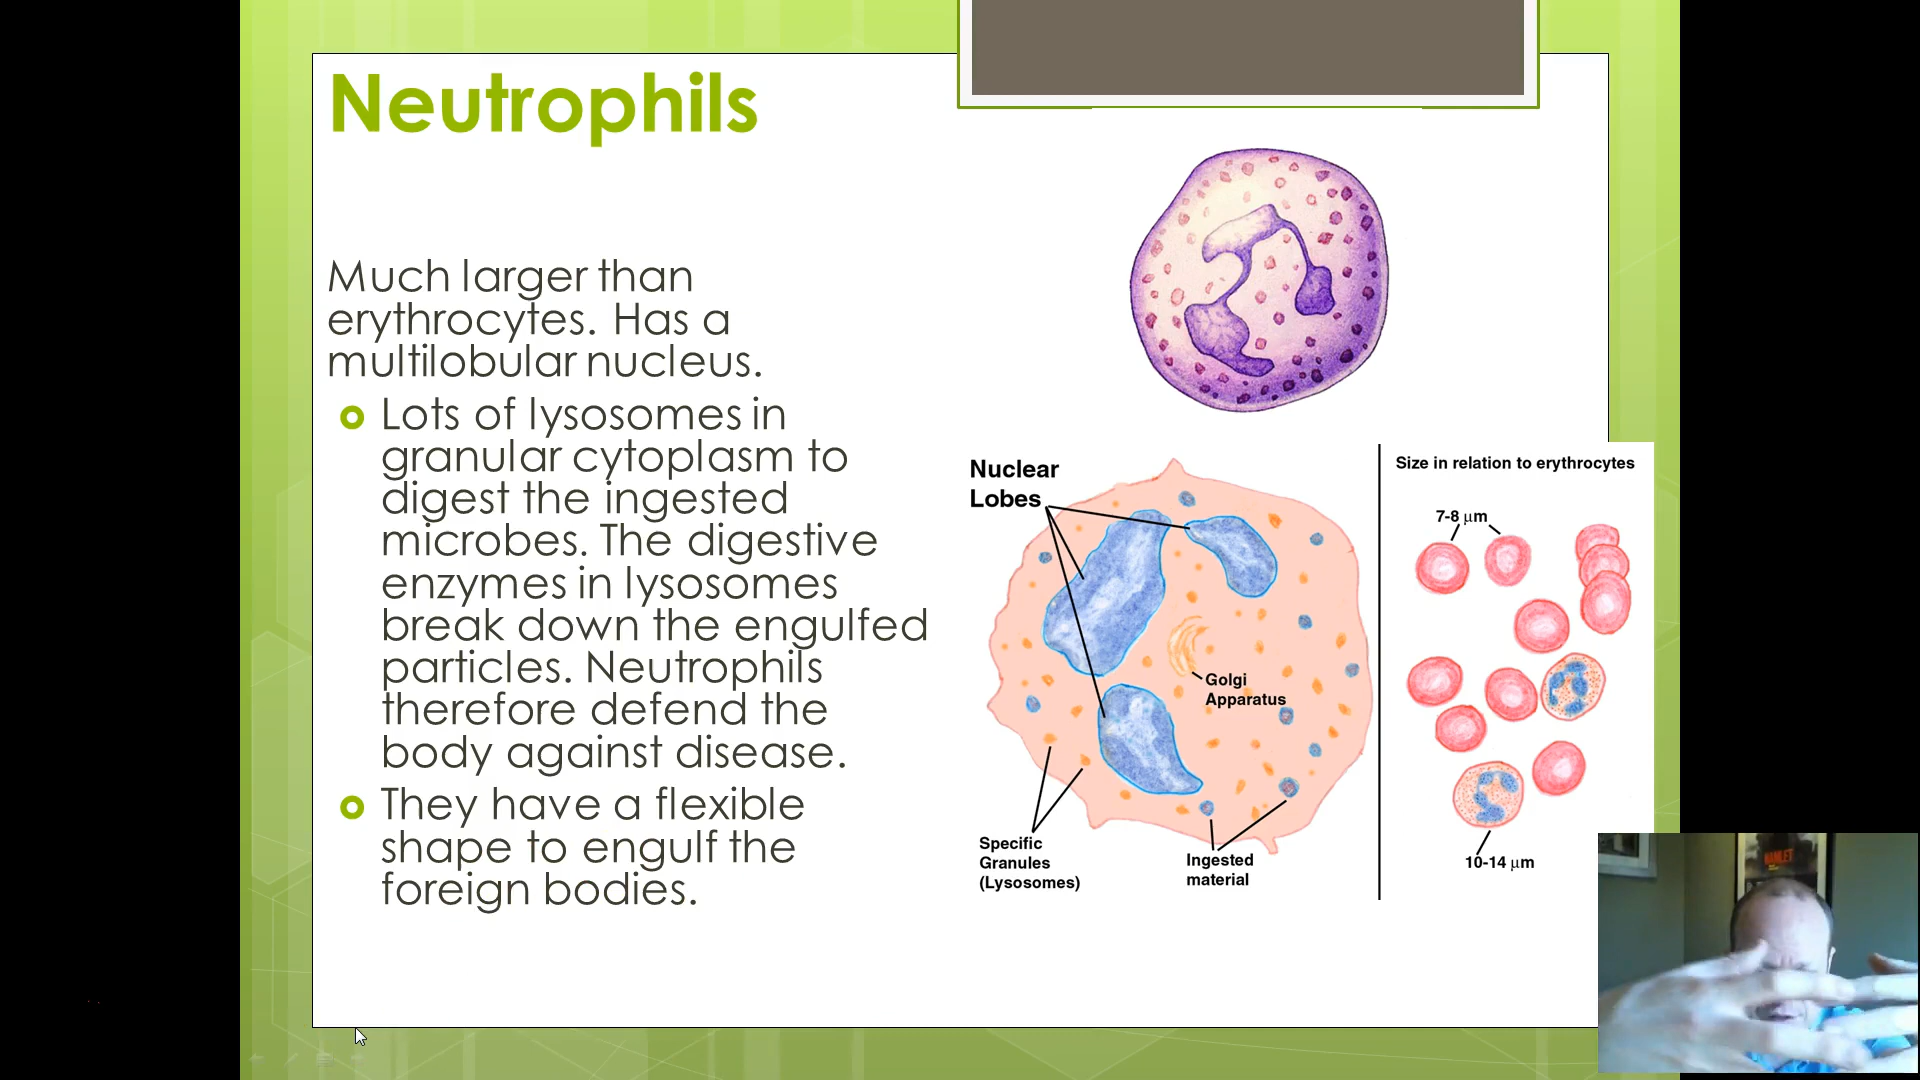 Neutrophils
Much larger than
erythrocytes. Has a
multilobular nucleus.
Lots of lysosomes in
granular cytoplasm to
digest the ingested
microbes. The digestive
enzymes in lysosomes
break down the engulfed
particles. Neutrophils
therefore defend the
body against disease.
They have a flexible
shape to engulf the
foreign bodies.
Nuclear
Lobes
Golgi
Apparatus
Specific
Granules
(Lysosomes)
Ingested
material
Size in relation to erythrocytes
7-8 µm
10-14 µm
HAMLET